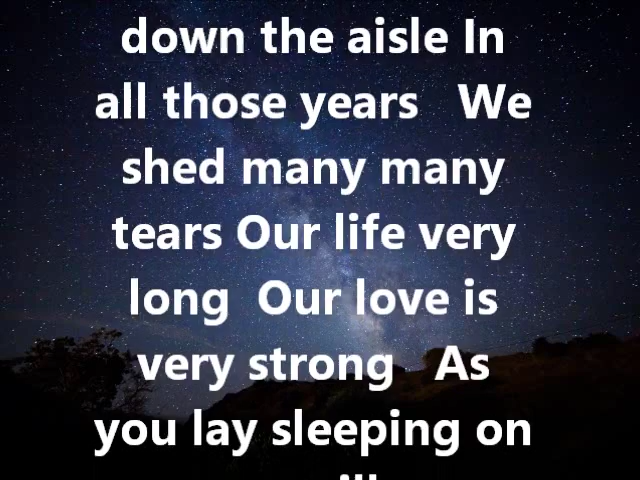 down the aisle In
all those years   We
shed many many
tears Our life very
long  Our love is
very strong   As
you lay sleeping on